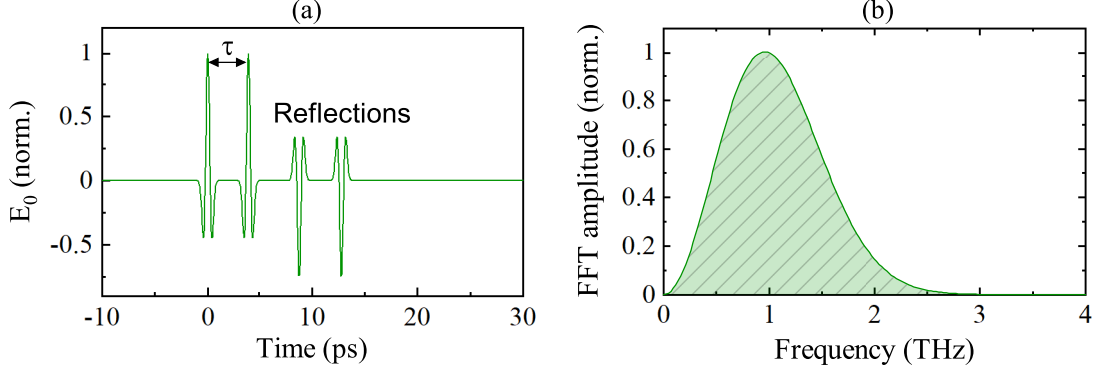 (a)
E0 (norm.)
1
0.5
0
-0.5
τ
Reflections
-10
0
10
20
30
Time (ps)
(b)
FFT amplitude (norm.)
1
0.8
0.6
0.4
0.2
0
0
1
2
3
4
Frequency (THz)